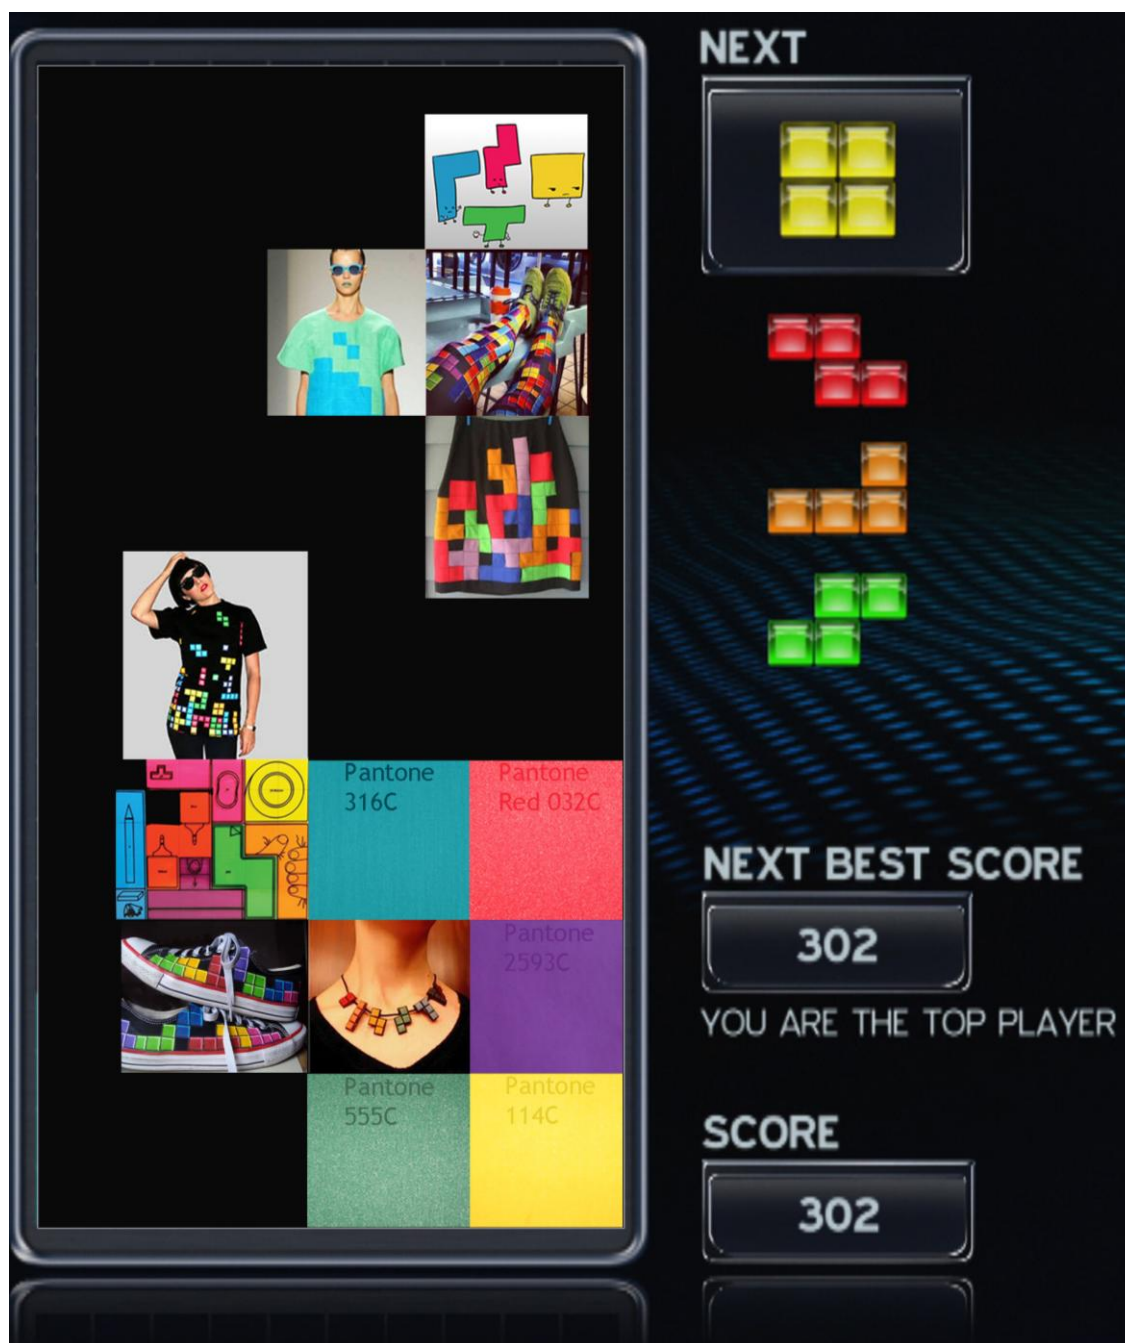 NEXT
Pantone
316C
Pantone
Red 032C
Pantone
2593C
Pantone
555C
Pantone
114C
NEXT BEST SCORE
302
YOU ARE THE TOP PLAYER
SCORE
302